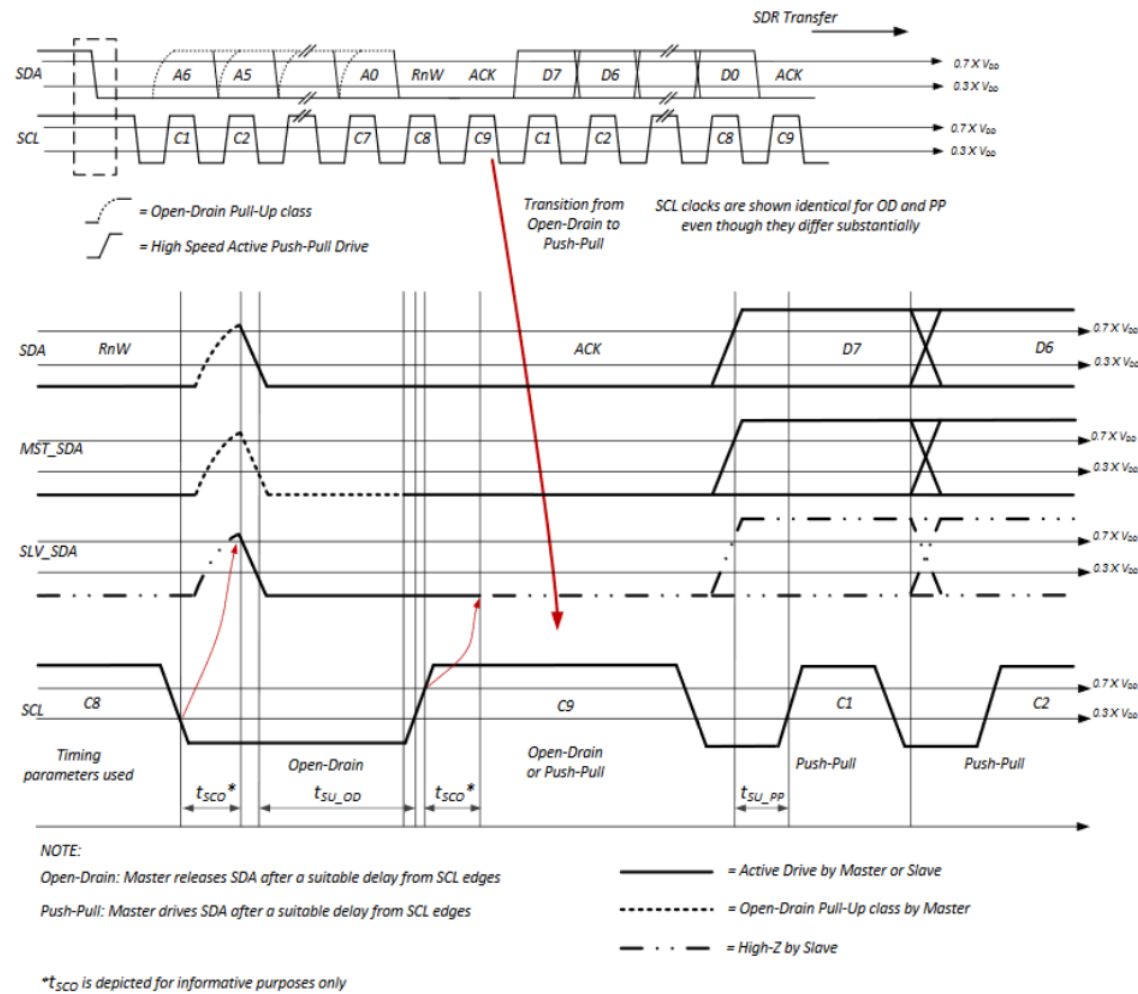 SDR Transfer
SDA A6 A5 A0 RnW ACK D7 D6 D0 ACK 0.7 X VDD
0.3 X VDD
SCL C1 C2 C7 C8 C9 C1 C2 C8 C9 0.7 X VDD
0.3 X VDD
= Open-Drain Pull-Up class
= High Speed Active Push-Pull Drive
Transition from
Open-Drain to
Push-Pull
SCL clocks are shown identical for OD and PP
even though they differ substantially
0.7 X VDD
SDA RnW ACK D7 D6
0.3 X VDD
MST_SDA 0.7 X VDD
0.3 X VDD
SLV_SDA 0.7 X VDD
0.3 X VDD
C8 C9 C1 C2 0.7 X VDD
SCL 0.3 X VDD
Timing
parameters used
Open-Drain
Open-Drain
or Push-Pull
Push-Pull
Push-Pull
tSCO* tSU_OD tSCO* tSU_PP
NOTE:
Open-Drain: Master releases SDA after a suitable delay from SCL edges
Push-Pull: Master drives SDA after a suitable delay from SCL edges
= Active Drive by Master or Slave
= Open-Drain Pull-Up class by Master
= High-Z by Slave
*tSCO is depicted for informative purposes only